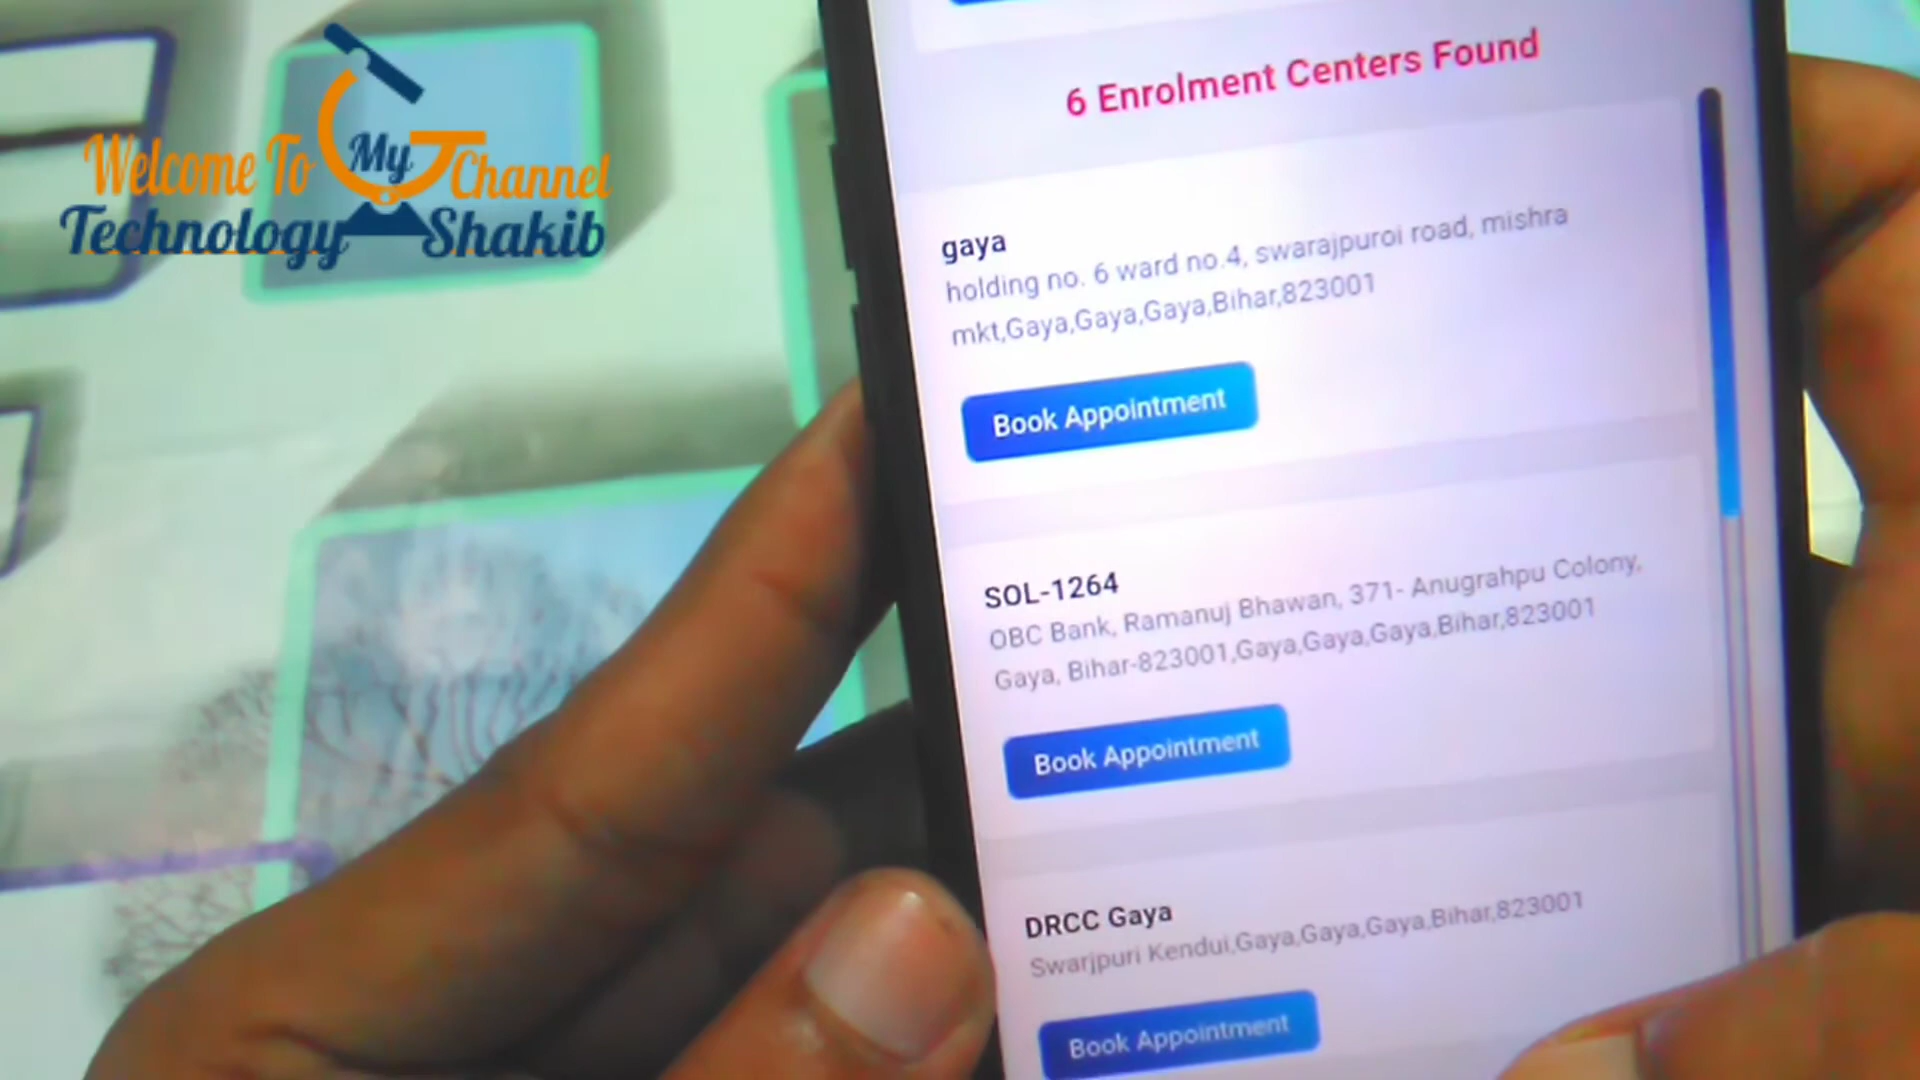 Welcome To My Channel
Technology Shakib
6 Enrolment Centers Found
gaya
holding no. 6 ward no.4, swarajpuroi road, mishra
mkt,Gaya,Gaya,Gaya,Bihar,823001
Book Appointment
SOL-1264
OBC Bank, Ramanuj Bhawan, 371- Anugrahpu Colony,
Gaya, Bihar-823001,Gaya,Gaya,Gaya,Bihar,823001
Book Appointment
DRCC Gaya
Swarjpuri Kendui,Gaya,Gaya,Gaya,Bihar,823001
Book Appointment